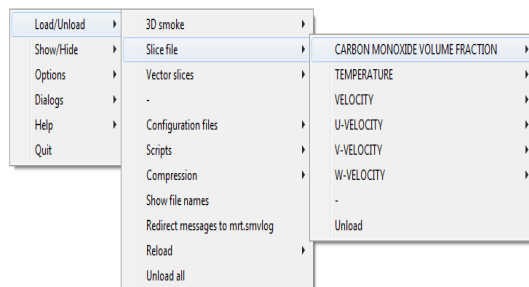 Load/Unload
Show/Hide
Options
Dialogs
Help
Quit
3D smoke
Slice file
Vector slices
-
Configuration files
Scripts
Compression
Show file names
Redirect messages to mrt.smvlog
Reload
Unload all
CARBON MONOXIDE VOLUME FRACTION
TEMPERATURE
VELOCITY
U-VELOCITY
V-VELOCITY
W-VELOCITY
-
Unload